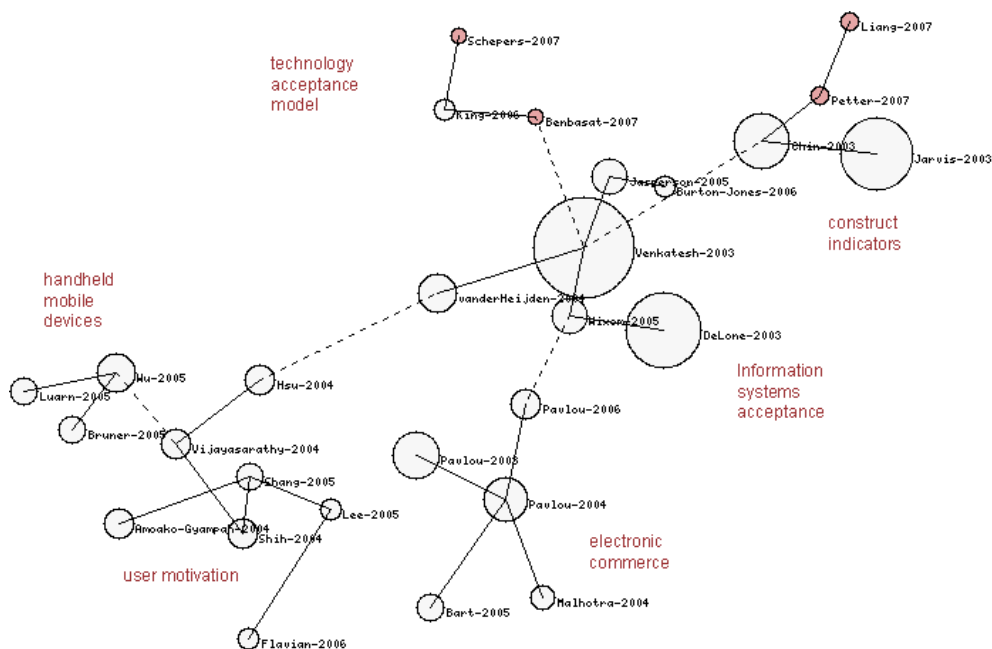 Liang-2007
Schepers-2007
technology
acceptance
model
Petter-2007
King-2006
Benbasat-2007
Chin-2003
Jarvis-2003
Jasperson-2005
Burton-Jones-2006
construct
indicators
Venkatesh-2003
handheld
mobile
devices
vanderHeijden-2004
Wixom-2005
DeLone-2003
Information
systems
acceptance
Wu-2005
Hsu-2004
Luarn-2005
Pavlou-2006
Bruner-2005
Vijayasarathy-2004
Pavlou-2003
Shang-2005
Pavlou-2004
Lee-2005
Amoako-Gyampah-2004
Shih-2004
electronic
commerce
user motivation
Bart-2005
Malhotra-2004
Flavian-2006